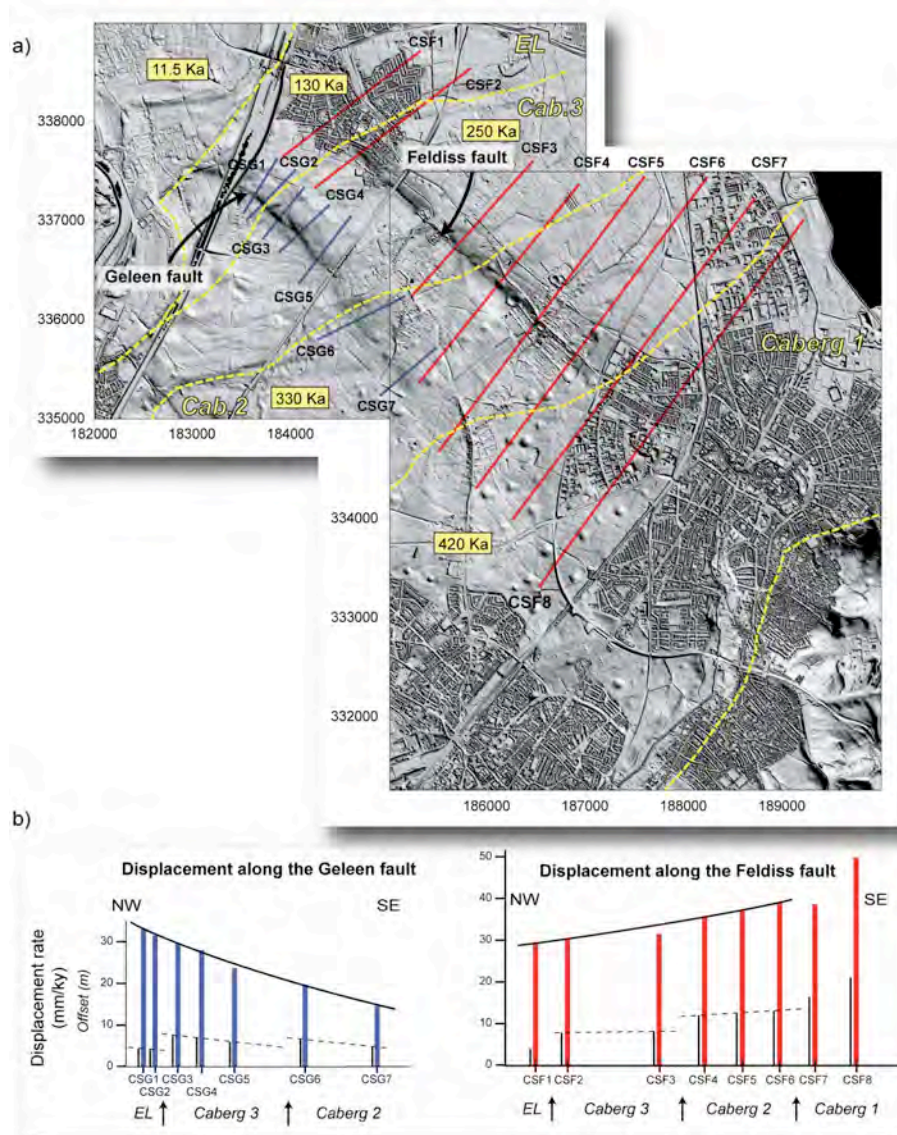 a)
CSF1
EL
11.5 Ka
130 Ka
CSF2
Cab.3
338000
250 Ka
CSF3
CSF4
CSF5
CSF6
CSF7
CSG1
CSG2
Feldiss fault
CSG4
337000
CSG3
Geleen fault
CSG5
336000
CSG6
Caberg 1
330 Ka
CSG7
335000
Cab.2
182000
183000
184000
334000
420 Ka
CSF8
333000
332000
186000
187000
188000
189000
b)
Displacement along the Geleen fault
NW
SE
Displacement rate
(mm/ky)
Offset (m)
30
20
10
0
CSG1
CSG2
CSG3
CSG4
CSG5
CSG6
CSG7
EL
Caberg 3
Caberg 2
Displacement along the Feldiss fault
NW
SE
50
40
30
20
10
0
CSF1
CSF2
CSF3
CSF4
CSF5
CSF6
CSF7
CSF8
EL
Caberg 3
Caberg 2
Caberg 1